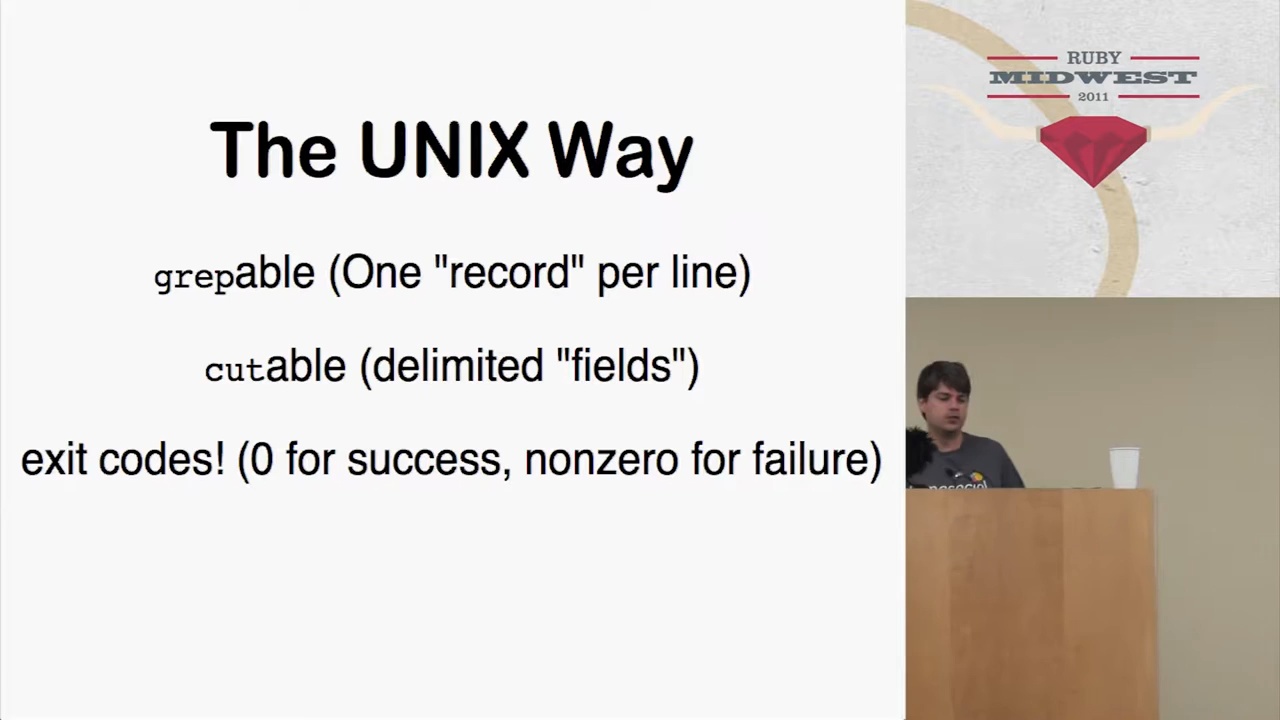 The UNIX Way
grepable (One "record" per line)
cutable (delimited "fields")
exit codes! (0 for success, nonzero for failure)
RUBY
MIDWEST
2011